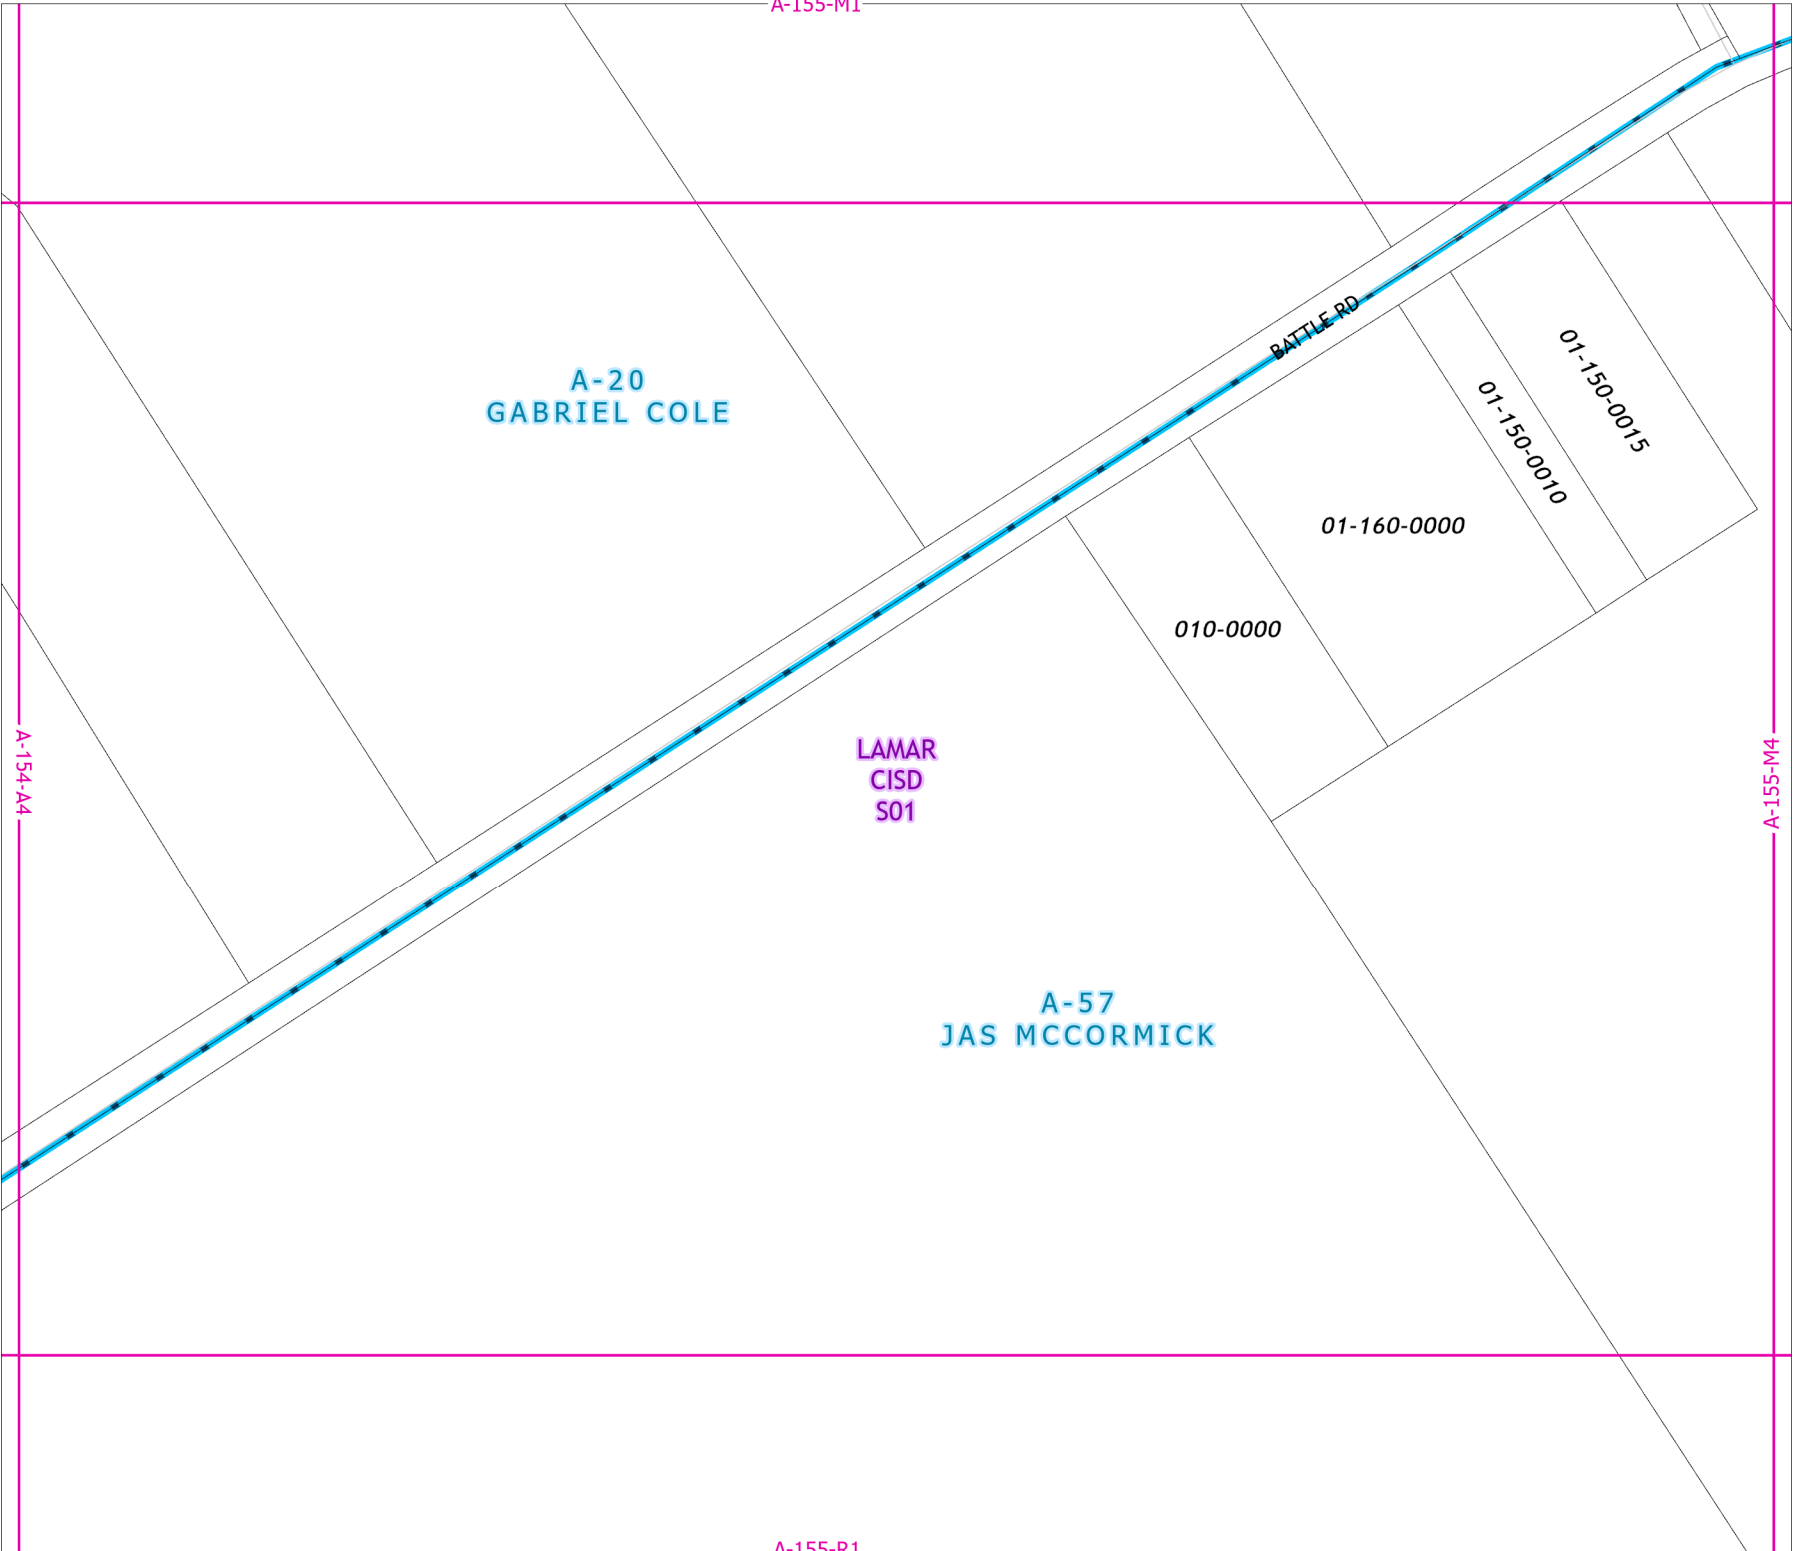 A-155-M1
BATTLE RD
01-150-0015
A-20
GABRIEL COLE
01-150-0010
01-160-0000
010-0000
LAMAR
CISD
S01
A-154-A4
A-155-M4
A-57
JAS MCCORMICK
A-155-R1